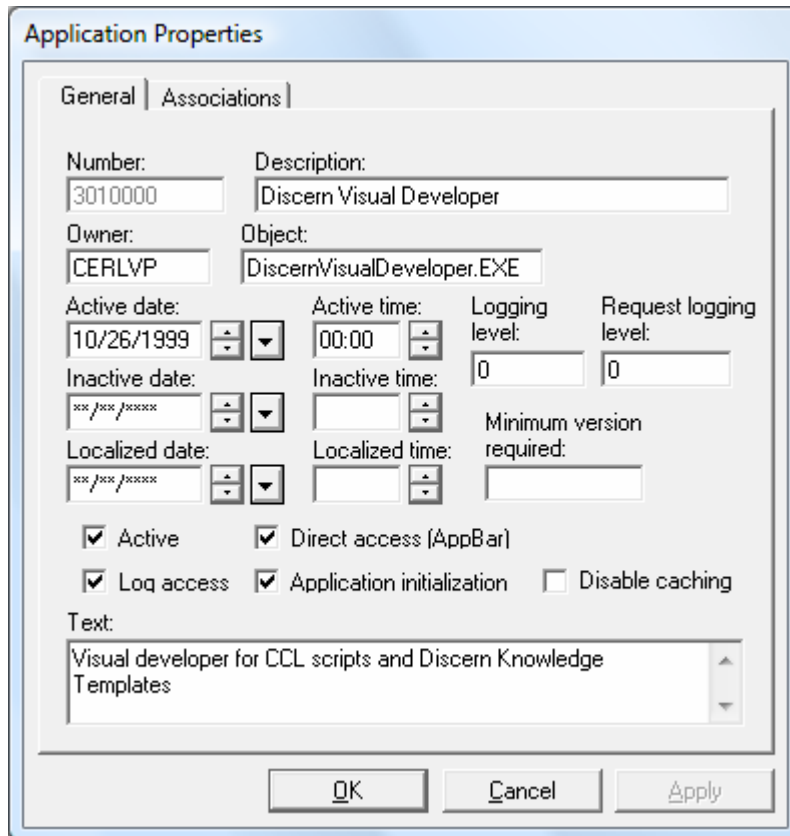 Application Properties
General Associations
Number: Description:
3010000 Discern Visual Developer
Owner: Object:
CERLVP DiscernVisualDeveloper.EXE
Active date: Active time: Logging level: Request logging level:
10/26/1999 00:00 0 0
Inactive date: Inactive time:
**/**/****
Minimum version required:
Localized date: Localized time:
**/**/****
Active Direct access (AppBar)
Log access Application initialization Disable caching
Text:
Visual developer for CCL scripts and Discern Knowledge
Templates
OK Cancel Apply